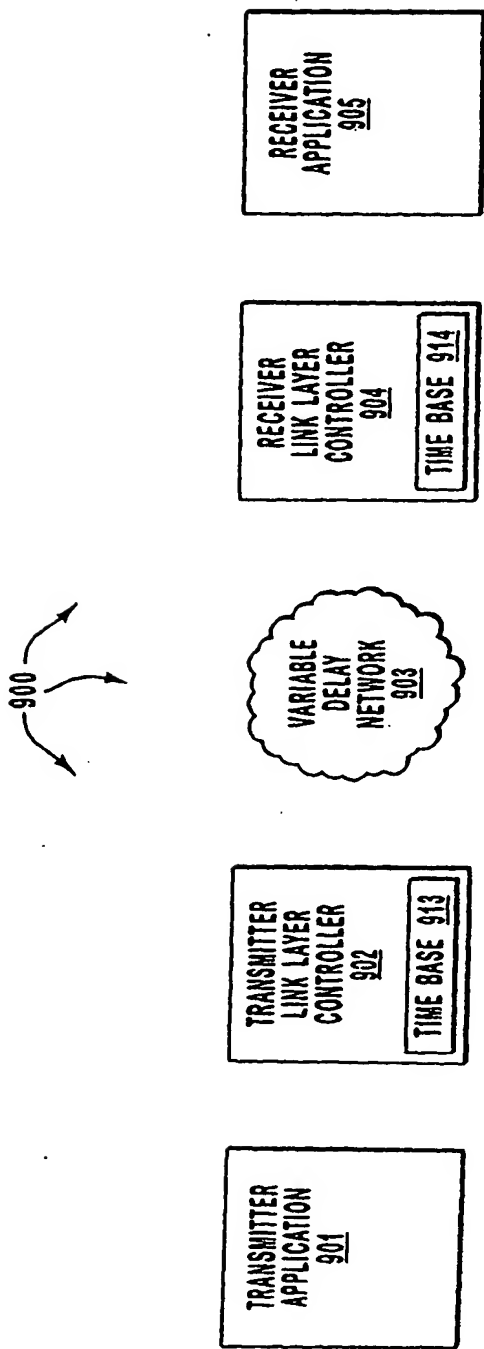 900
TRANSMITTER
APPLICATION
901
TRANSMITTER
LINK LAYER
CONTROLLER
902
TIME BASE 913
VARIABLE
DELAY
NETWORK
903
RECEIVER
LINK LAYER
CONTROLLER
904
TIME BASE 914
RECEIVER
APPLICATION
905